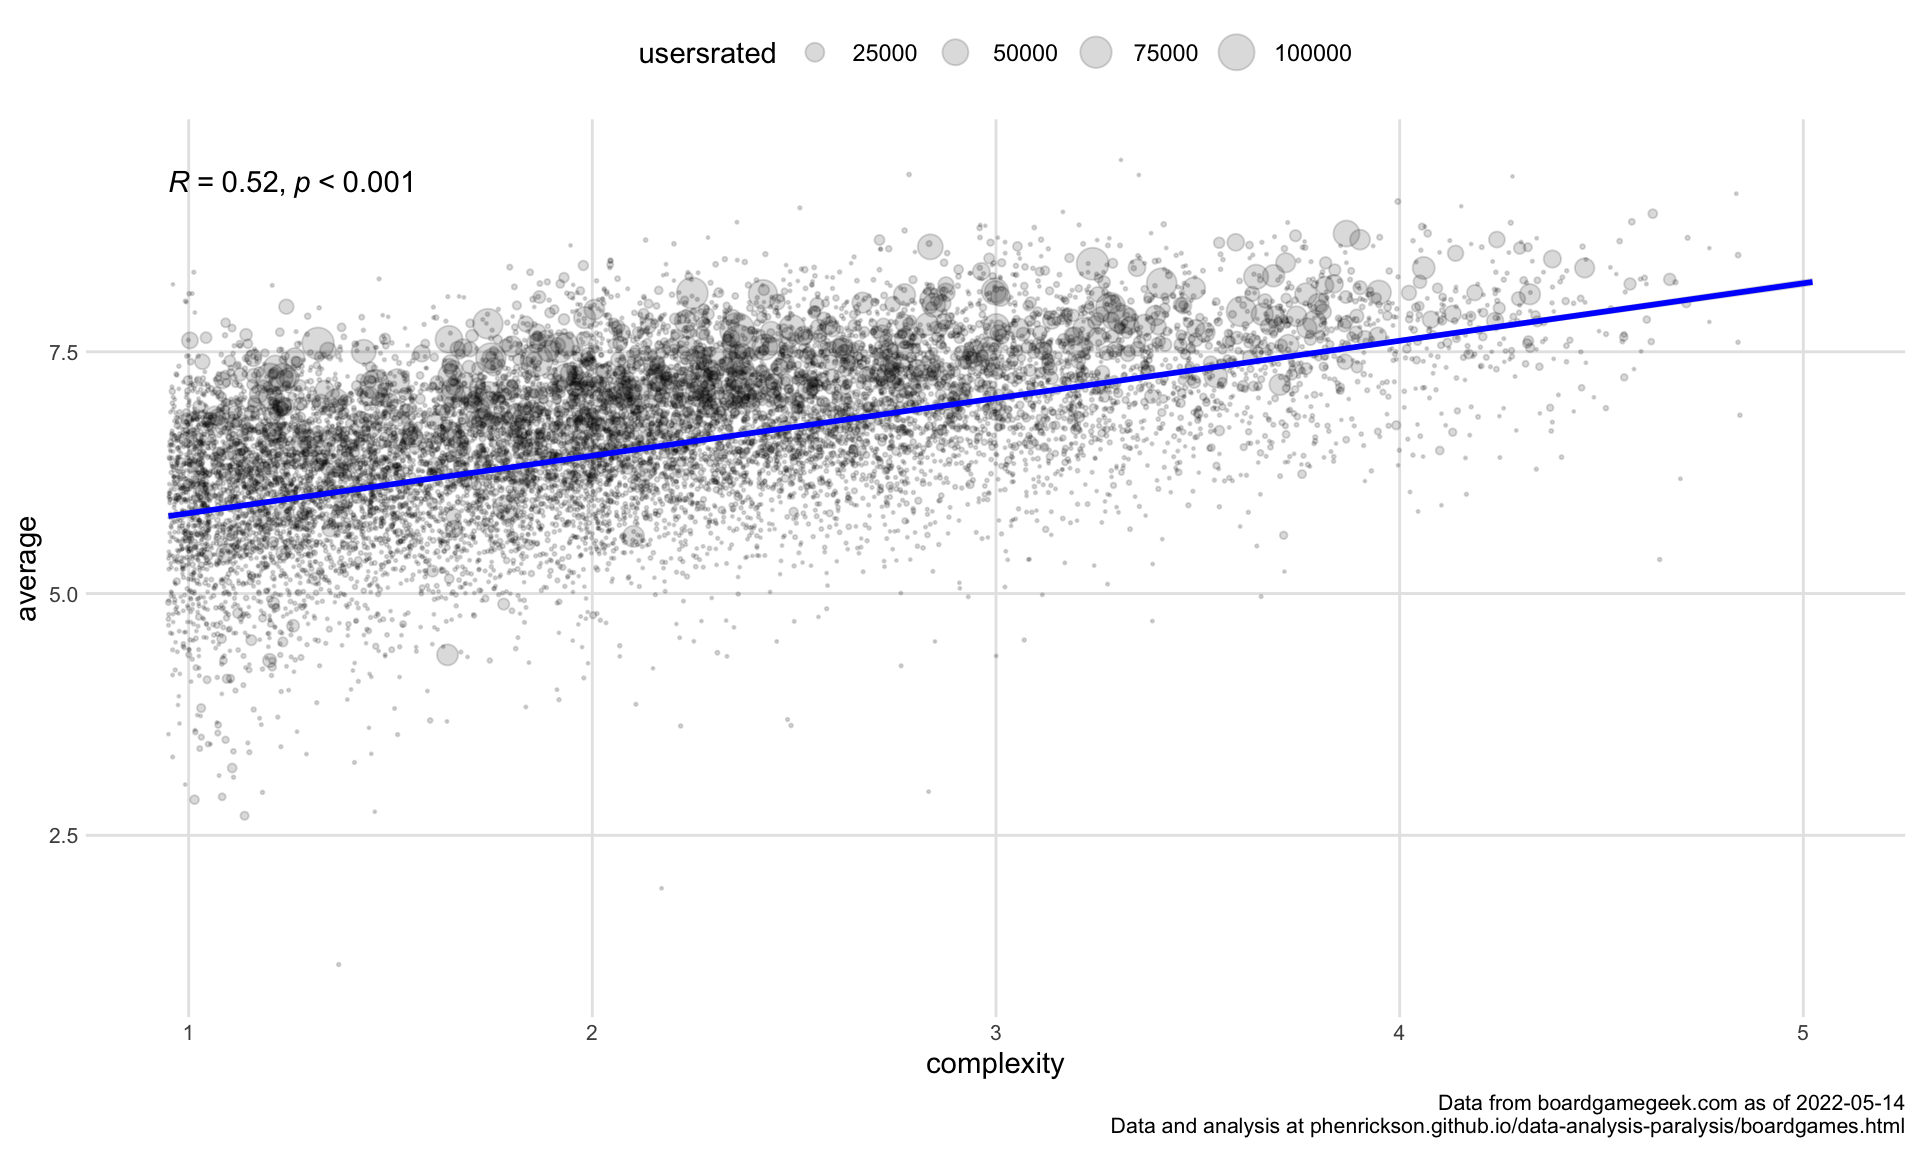 usersrated 25000 50000 75000 100000
R = 0.52, p < 0.001
average
7.5
5.0
2.5
1 2 3 4 5
complexity
Data from boardgamegeek.com as of 2022-05-14
Data and analysis at phenrickson.github.io/data-analysis-paralysis/boardgames.html